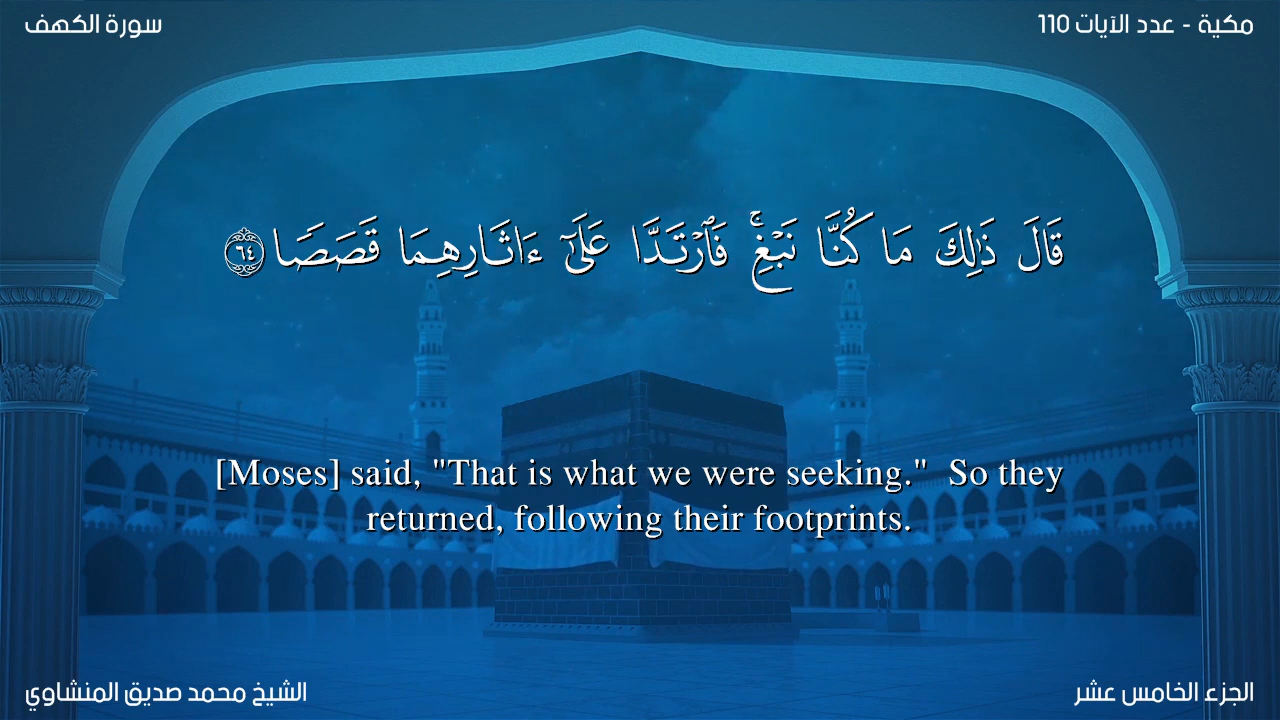 سورة الكهف
مكية - عدد الآيات 110
قَالَ ذَٰلِكَ مَا كُنَّا نَبْغِ ۚ فَٱرْتَدَّا عَلَىٰٓ ءَاثَارِهِمَا قَصَصًا ٦٤
[Moses] said, "That is what we were seeking." So they
returned, following their footprints.
الشيخ محمد صديق المنشاوي
الجزء الخامس عشر